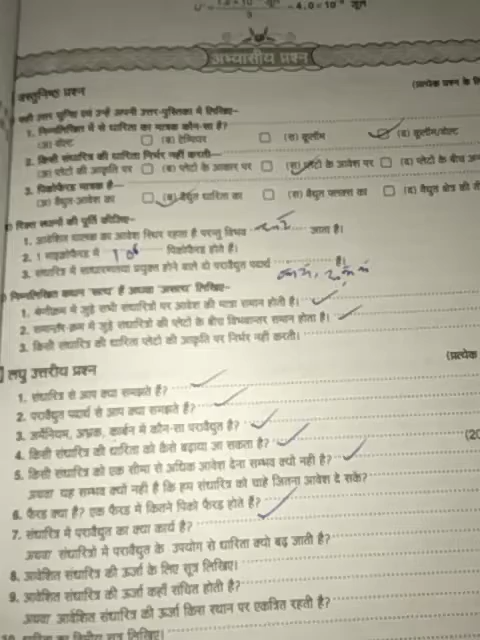 अभ्यासीय प्रश्न
वस्तुनिष्ठ प्रश्न
(प्रत्येक प्रश्न के लि
सही उत्तर चुनिए एवं उन्हें अपनी उत्तर-पुस्तिका में लिखिए–
1. निम्नलिखित में से धारिता का मात्रक कौन-सा है?
(अ) वोल्ट (ब) ऐम्पियर (स) कूलॉम (द) कूलॉम/वोल्ट
2. किसी संधारित्र की धारिता निर्भर नहीं करती–
(अ) प्लेटों की आकृति पर (ब) प्लेटों के आकार पर (स) प्लेटों के आवेश पर (द) प्लेटों के बीच
3. पिकोफैरड मात्रक है–
(अ) वैद्युत-आवेश का (ब) वैद्युत धारिता का (स) वैद्युत फ्लक्स का (द) वैद्युत क्षेत्र की
रिक्त स्थानों की पूर्ति कीजिए–
1. आवेशित चालक का आवेश स्थिर रहता है परन्तु विभव जाता है।
2. 1 माइक्रोफैरड में पिकोफैरड होते हैं।
3. संधारित्र में साधारणतया प्रयुक्त होने वाले दो परावैद्युत पदार्थ हैं।
निम्नलिखित कथन 'सत्य' हैं अथवा 'असत्य' लिखिए–
1. श्रेणीक्रम में जुड़े सभी संधारित्रों पर आवेश की मात्रा समान होती है।
2. समान्तर-क्रम में जुड़े संधारित्रों की प्लेटों के बीच विभवान्तर समान होता है।
3. किसी संधारित्र की धारिता प्लेटों की आकृति पर निर्भर नहीं करती।
लघु उत्तरीय प्रश्न
(प्रत्येक
1. संधारित्र से आप क्या समझते हैं?
2. परावैद्युत पदार्थ से आप क्या समझते हैं?
3. जर्मेनियम, अभ्रक, कार्बन में कौन-सा परावैद्युत है?
4. किसी संधारित्र की धारिता को कैसे बढ़ाया जा सकता है?
(20
5. किसी संधारित्र को एक सीमा से अधिक आवेश देना सम्भव क्यों नहीं है?
अथवा यह सम्भव क्यों नहीं है कि हम संधारित्र को चाहे जितना आवेश दे सकें?
6. फैरड क्या है? एक फैरड में कितने पिको फैरड होते हैं?
7. संधारित्र में परावैद्युत का क्या कार्य है?
अथवा संधारित्रों में परावैद्युत के उपयोग से धारिता क्यों बढ़ जाती है?
8. आवेशित संधारित्र की ऊर्जा के लिए सूत्र लिखिए।
9. आवेशित संधारित्र की ऊर्जा कहाँ संचित होती है?
अथवा आवेशित संधारित्र की ऊर्जा किस स्थान पर एकत्रित रहती है?